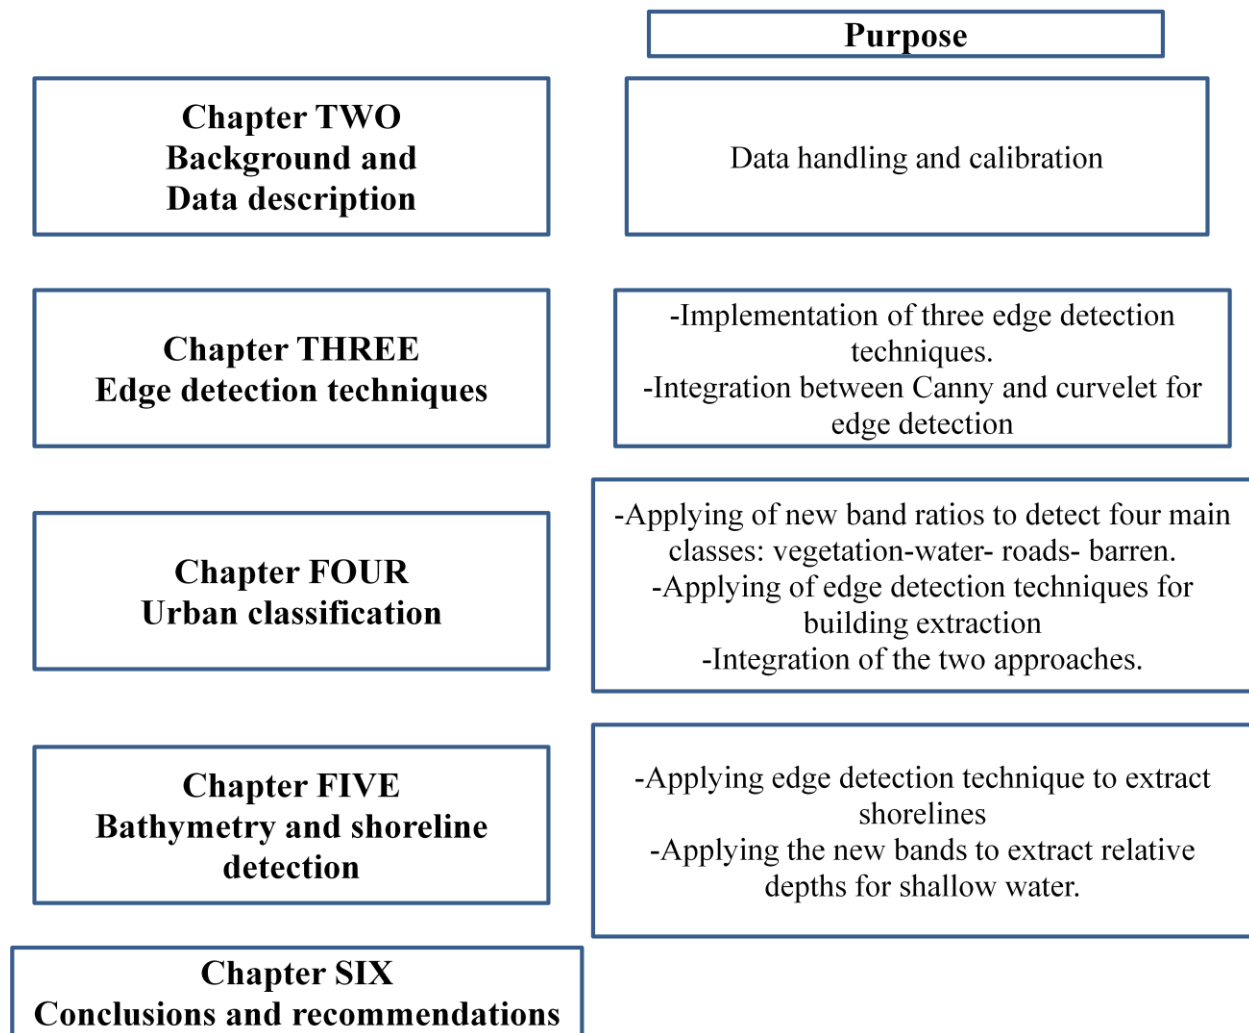 Purpose
Chapter TWO
Background and
Data description
Data handling and calibration
Chapter THREE
Edge detection techniques
-Implementation of three edge detection
techniques.
-Integration between Canny and curvelet for
edge detection
Chapter FOUR
Urban classification
-Applying of new band ratios to detect four main
classes: vegetation-water- roads- barren.
-Applying of edge detection techniques for
building extraction
-Integration of the two approaches.
Chapter FIVE
Bathymetry and shoreline
detection
-Applying edge detection technique to extract
shorelines
-Applying the new bands to extract relative
depths for shallow water.
Chapter SIX
Conclusions and recommendations